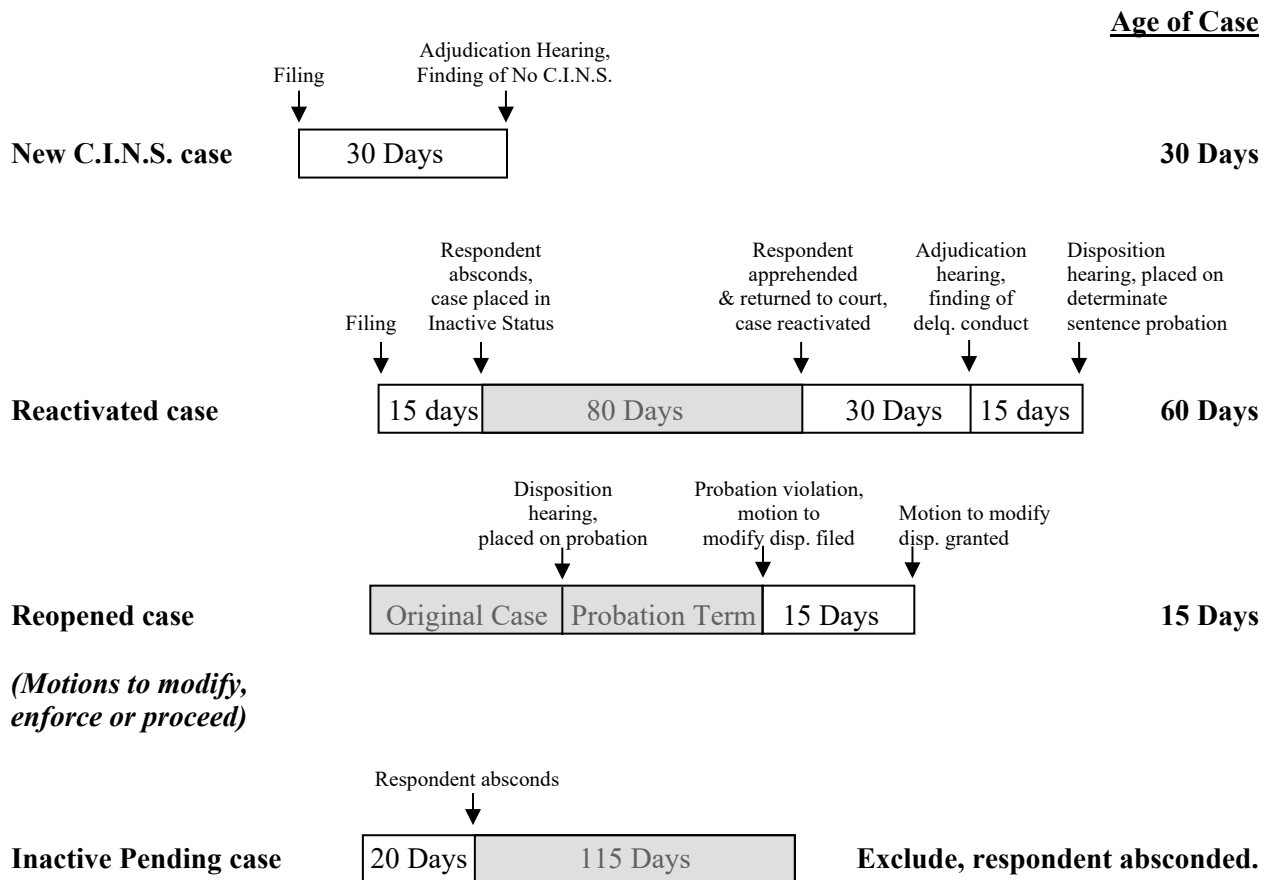 Age of Case
Adjudication Hearing,
Filing Finding of No C.I.N.S.
New C.I.N.S. case 30 Days 30 Days
Respondent
absconds,
case placed in
Inactive Status
Respondent
apprehended
& returned to court,
case reactivated
Adjudication
hearing,
finding of
delq. conduct
Disposition
hearing, placed on
determinate
sentence probation
Filing
Reactivated case 15 days 80 Days 30 Days 15 days 60 Days
Disposition
hearing,
placed on probation
Probation violation,
motion to
modify disp. filed
Motion to modify
disp. granted
Reopened case Original Case Probation Term 15 Days 15 Days
(Motions to modify,
enforce or proceed)
Respondent absconds
Inactive Pending case 20 Days 115 Days Exclude, respondent absconded.